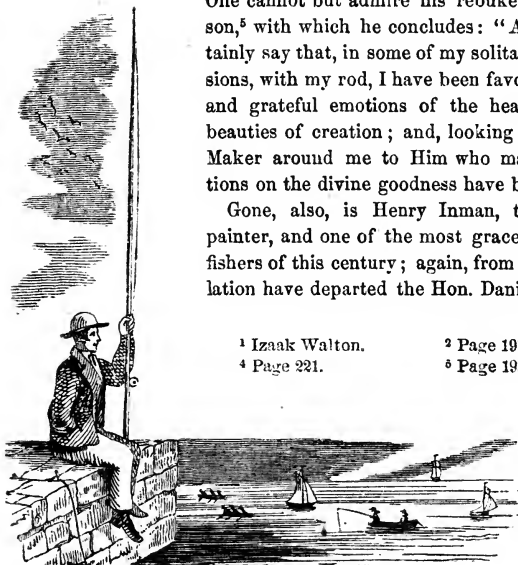 One cannot but admire his rebuke
son,⁵ with which he concludes: "A
tainly say that, in some of my solita
sions, with my rod, I have been favo
and grateful emotions of the hea
beauties of creation; and, looking
Maker around me to Him who ma
tions on the divine goodness have b
Gone, also, is Henry Inman, t
painter, and one of the most grace
fishers of this century; again, from
lation have departed the Hon. Dani
¹ Izaak Walton. ² Page 19
⁴ Page 221. ⁵ Page 19